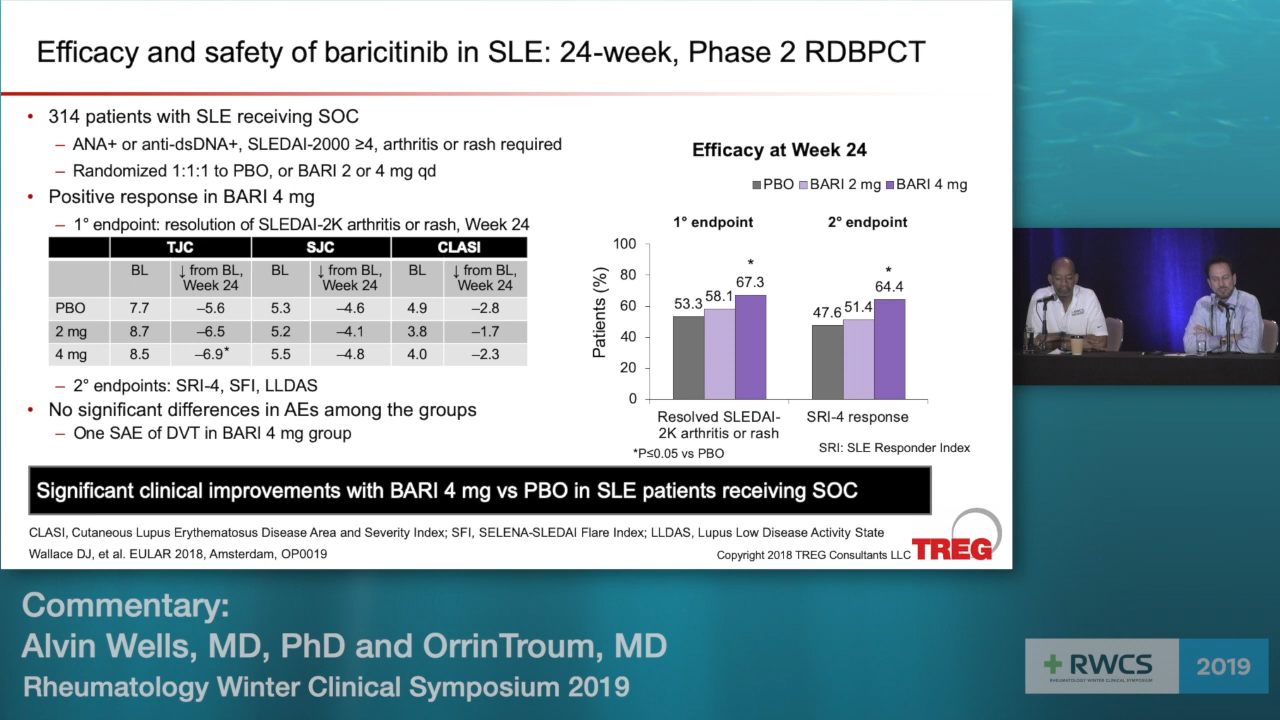 Efficacy and safety of baricitinib in SLE: 24-week, Phase 2 RDBPCT
• 314 patients with SLE receiving SOC
– ANA+ or anti-dsDNA+, SLEDAI-2000 ≥4, arthritis or rash required
– Randomized 1:1:1 to PBO, or BARI 2 or 4 mg qd
• Positive response in BARI 4 mg
– 1° endpoint: resolution of SLEDAI-2K arthritis or rash, Week 24
TJC SJC CLASI
BL ↓ from BL, Week 24 BL ↓ from BL, Week 24 BL ↓ from BL, Week 24
PBO 7.7 –5.6 5.3 –4.6 4.9 –2.8
2 mg 8.7 –6.5 5.2 –4.1 3.8 –1.7
4 mg 8.5 –6.9* 5.5 –4.8 4.0 –2.3
– 2° endpoints: SRI-4, SFI, LLDAS
• No significant differences in AEs among the groups
– One SAE of DVT in BARI 4 mg group
Efficacy at Week 24
PBO BARI 2 mg BARI 4 mg
1° endpoint 2° endpoint
Patients (%)
100
80
60
40
20
0
53.3 58.1 67.3 *
47.6 51.4 64.4 *
Resolved SLEDAI-
2K arthritis or rash
SRI-4 response
*P≤0.05 vs PBO
SRI: SLE Responder Index
Significant clinical improvements with BARI 4 mg vs PBO in SLE patients receiving SOC
CLASI, Cutaneous Lupus Erythematosus Disease Area and Severity Index; SFI, SELENA-SLEDAI Flare Index; LLDAS, Lupus Low Disease Activity State
Wallace DJ, et al. EULAR 2018, Amsterdam, OP0019
Copyright 2018 TREG Consultants LLC
TREG
Commentary:
Alvin Wells, MD, PhD and OrrinTroum, MD
Rheumatology Winter Clinical Symposium 2019
RWCS
RHEUMATOLOGY WINTER CLINICAL SYMPOSIUM
2019